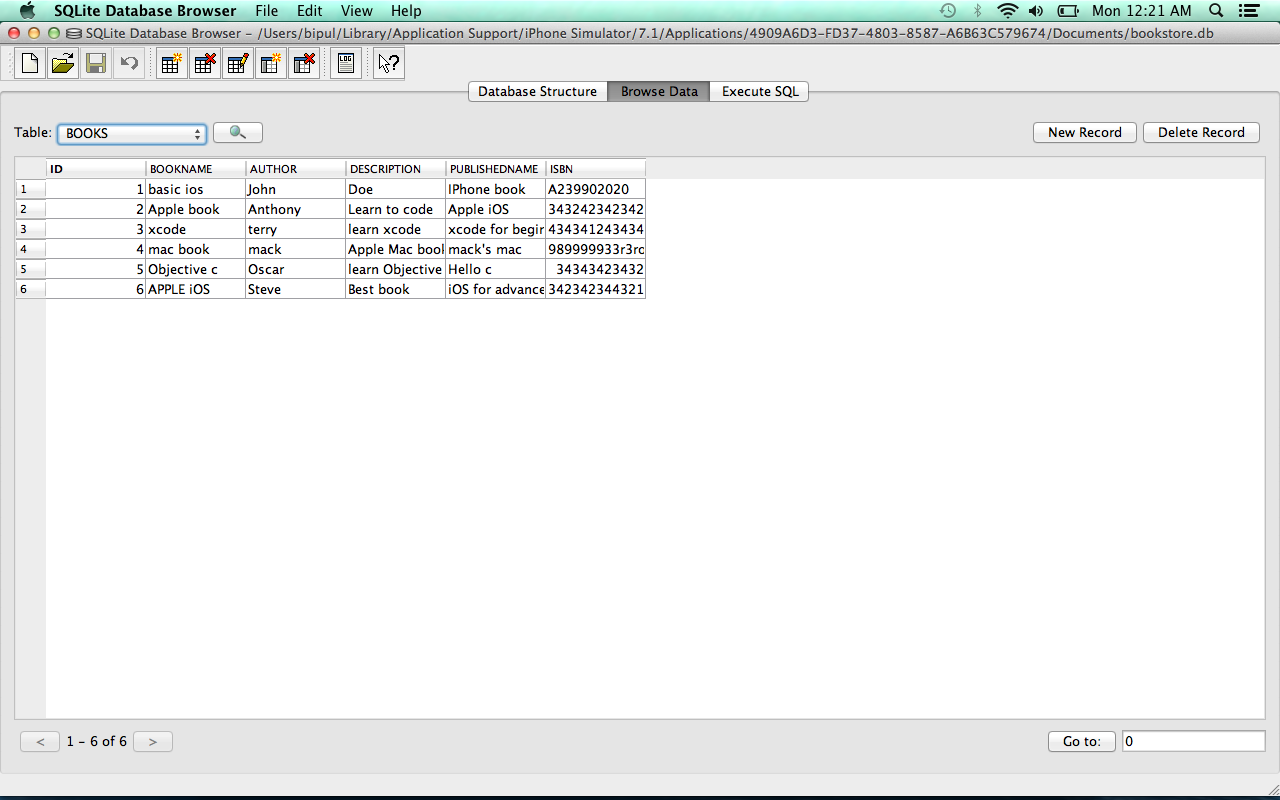 SQLite Database Browser File Edit View Help Mon 12:21 AM
SQLite Database Browser - /Users/bipul/Library/Application Support/iPhone Simulator/7.1/Applications/4909A6D3-FD37-4803-8587-A6B63C579674/Documents/bookstore.db
LOG ?
Database Structure Browse Data Execute SQL
Table: BOOKS New Record Delete Record
ID BOOKNAME AUTHOR DESCRIPTION PUBLISHEDNAME ISBN
1 1 basic ios John Doe IPhone book A239902020
2 2 Apple book Anthony Learn to code Apple iOS 343242342342
3 3 xcode terry learn xcode xcode for begin 434341243434
4 4 mac book mack Apple Mac book mack's mac 989999933r3rc
5 5 Objective c Oscar learn Objective Hello c 34343423432
6 6 APPLE iOS Steve Best book iOS for advance 342342344321
< 1 - 6 of 6 > Go to: 0